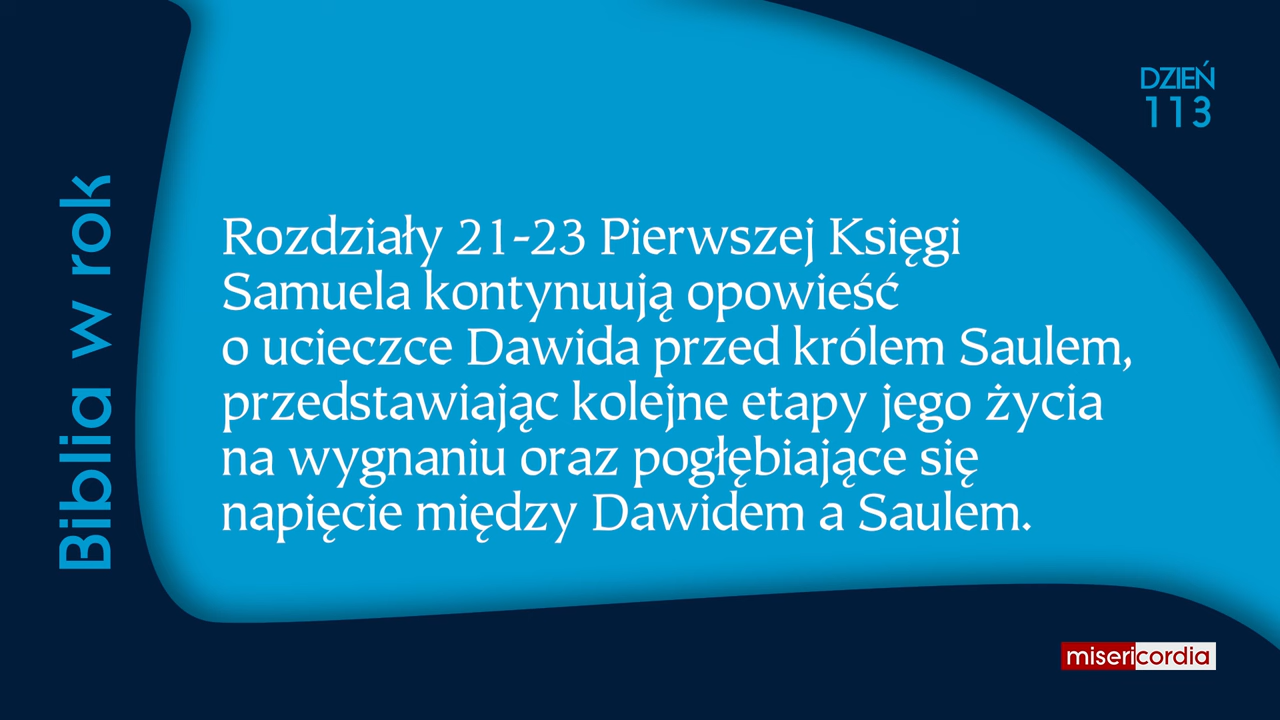 Biblia w rok
DZIEŃ
113
Rozdziały 21-23 Pierwszej Księgi
Samuela kontynuują opowieść
o ucieczce Dawida przed królem Saulem,
przedstawiając kolejne etapy jego życia
na wygnaniu oraz pogłębiające się
napięcie między Dawidem a Saulem.
misericordia